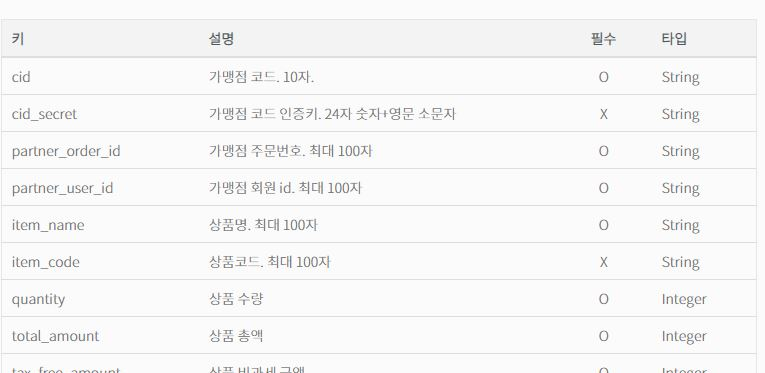 키 설명 필수 타입
cid 가맹점 코드. 10자. O String
cid_secret 가맹점 코드 인증키. 24자 숫자+영문 소문자 X String
partner_order_id 가맹점 주문번호. 최대 100자 O String
partner_user_id 가맹점 회원 id. 최대 100자 O String
item_name 상품명. 최대 100자 O String
item_code 상품코드. 최대 100자 X String
quantity 상품 수량 O Integer
total_amount 상품 총액 O Integer
tax_free_amount 상품 비과세 금액 O Integer